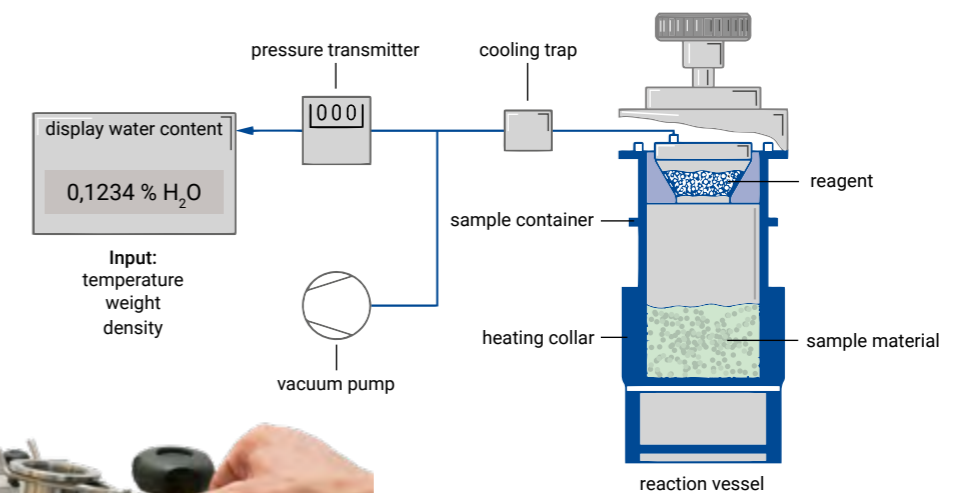 pressure transmitter
cooling trap
000
display water content
0,1234 % H₂O
reagent
sample container
Input:
temperature
weight
density
heating collar
sample material
vacuum pump
reaction vessel